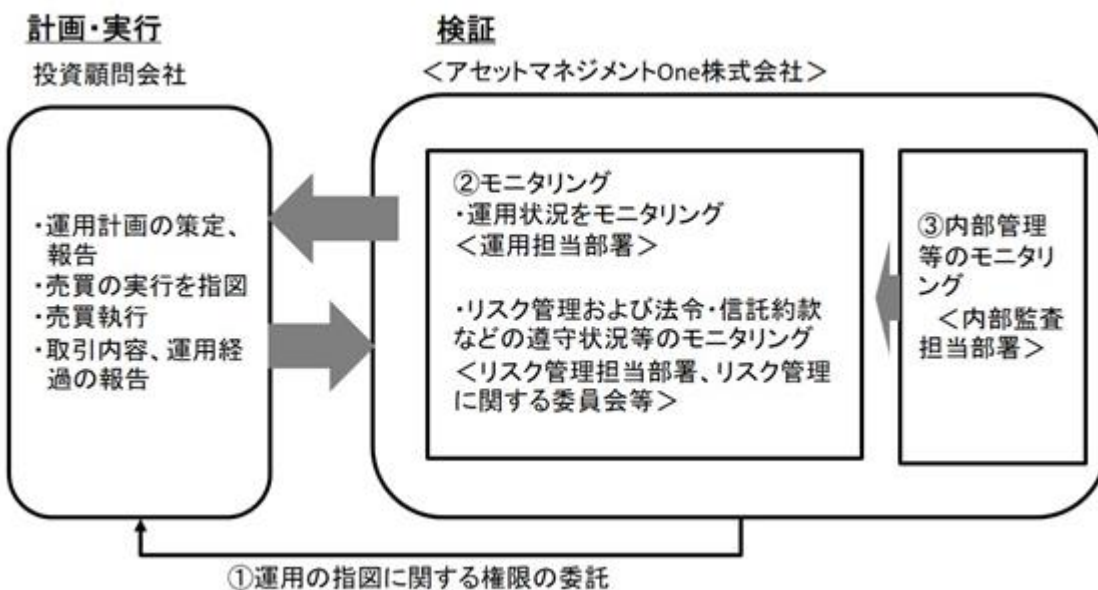 計画・実行
投資顧問会社
・運用計画の策定、
報告
・売買の実行を指図
・売買執行
・取引内容、運用経
過の報告
検証
＜アセットマネジメントOne株式会社＞
②モニタリング
・運用状況をモニタリング
＜運用担当部署＞
・リスク管理および法令・信託約款
などの遵守状況等のモニタリング
＜リスク管理担当部署、リスク管理
に関する委員会等＞
③内部管理
等のモニタリ
ング
＜内部監査
担当部署＞
①運用の指図に関する権限の委託